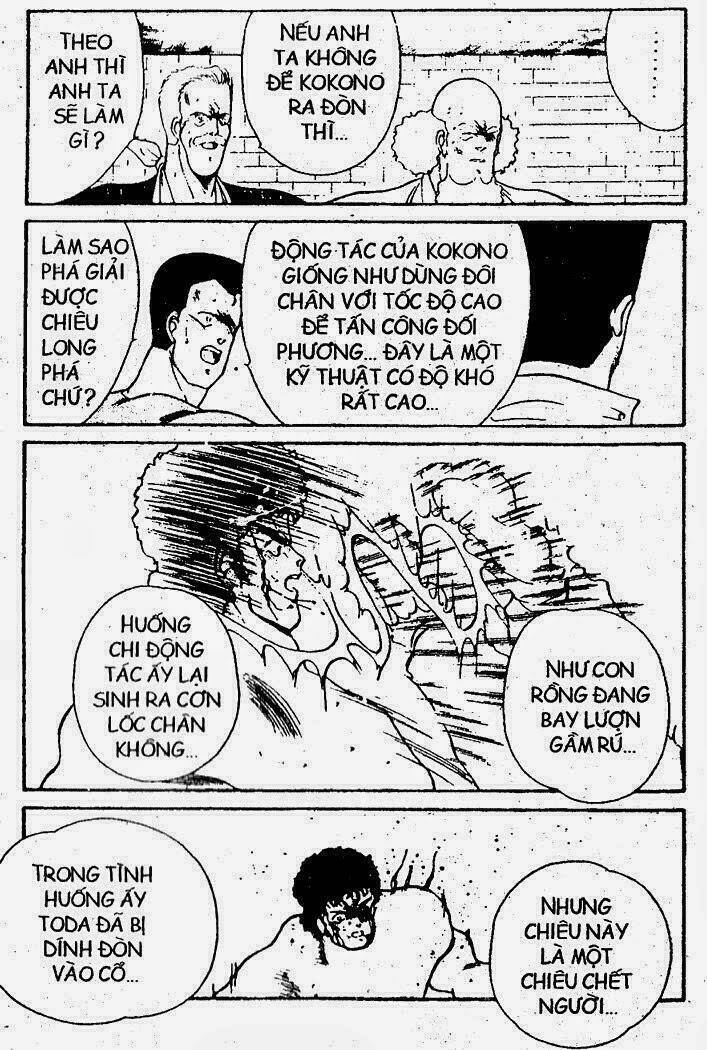 .........
NẾU ANH
TA KHÔNG
ĐỂ KOKONO
RA ĐÒN
THÌ...
THEO
ANH THÌ
ANH TA
SẼ LÀM
GÌ?
ĐỘNG TÁC CỦA KOKONO
GIỐNG NHƯ DÙNG ĐÔI
CHÂN VỚI TỐC ĐỘ CAO
ĐỂ TẤN CÔNG ĐỐI
PHƯƠNG... ĐÂY LÀ MỘT
KỸ THUẬT CÓ ĐỘ KHÓ
RẤT CAO...
LÀM SAO
PHÁ GIẢI
ĐƯỢC
CHIÊU
LONG
PHÁ
CHỨ?
NHƯ CON
RỒNG ĐANG
BAY LƯỢN
GẦM RÚ...
HUỐNG
CHI ĐỘNG
TÁC ẤY LẠI
SINH RA CƠN
LỐC CHÂN
KHÔNG...
NHƯNG
CHIÊU NÀY
LÀ MỘT
CHIÊU CHẾT
NGƯỜI...
TRONG TÌNH
HUỐNG ẤY
TODA ĐÃ BỊ
DÍNH ĐÒN
VÀO CỔ...